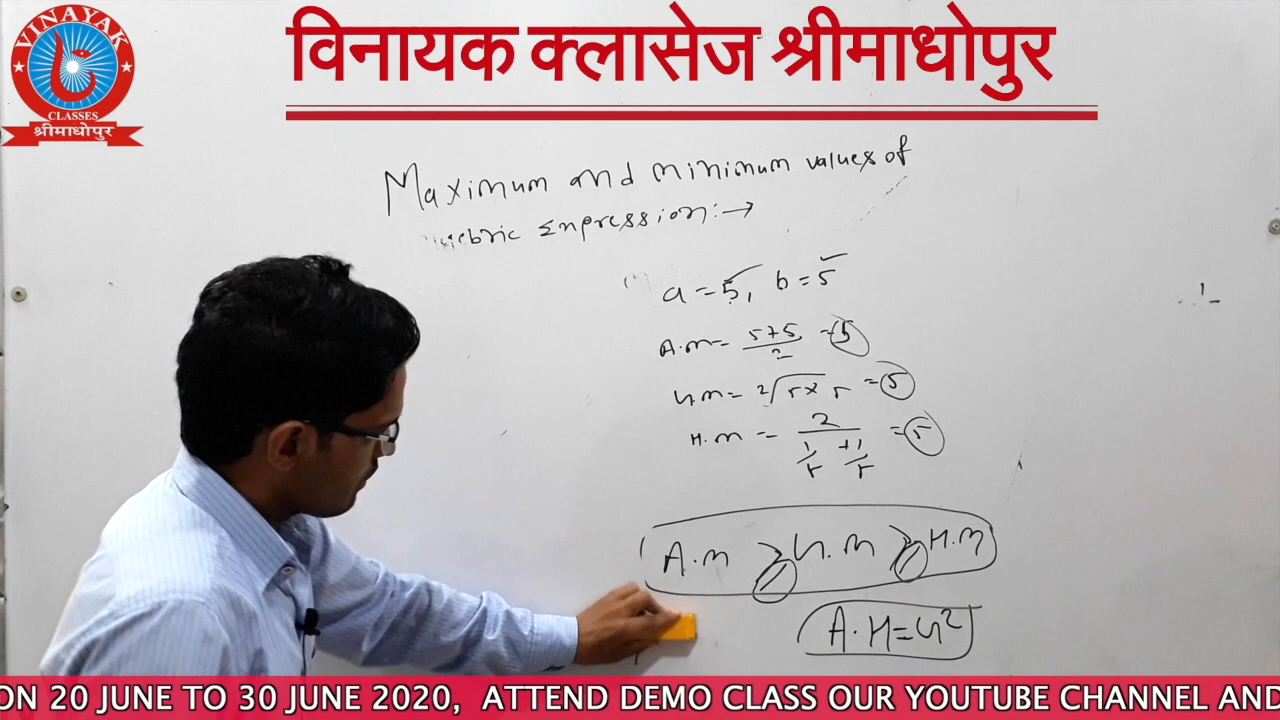 VINAYAK
CLASSES
श्रीमाधोपुर
विनायक क्लासेज श्रीमाधोपुर
Maximum and minimum values of
ebric Expression:→
a = 5, b = 5
A.m = 5+5/2 = 5
G.m = 2√5×5 = 5
H.m = 2/(1/5 + 1/5) = 5
A.m ≥ G.m ≥ H.m
A.H = G²
ON 20 JUNE TO 30 JUNE 2020, ATTEND DEMO CLASS OUR YOUTUBE CHANNEL AND